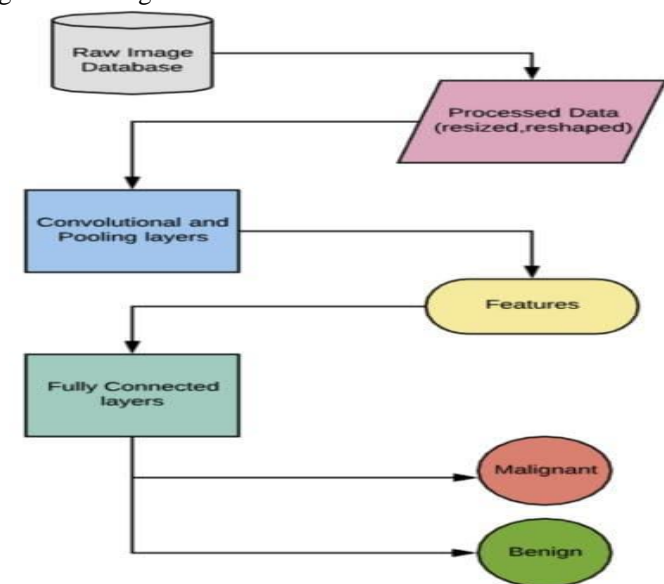 Raw Image
Database
Processed Data
(resized,reshaped)
Convolutional and
Pooling layers
Features
Fully Connected
layers
Malignant
Benign